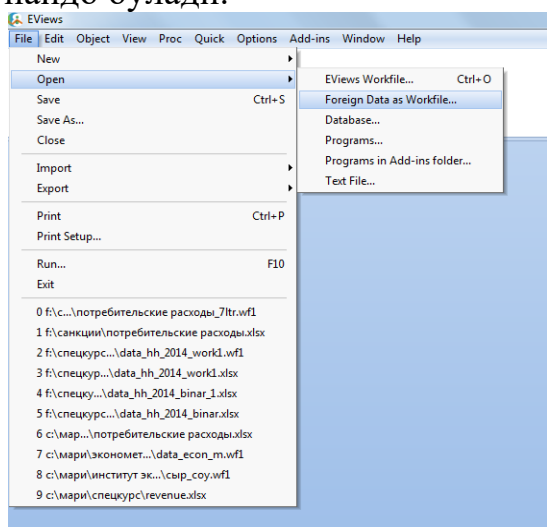 булади.
EViews
File Edit Object View Proc Quick Options Add-ins Window Help
New
Open
Save Ctrl+S
Save As...
Close
Import
Export
Print Ctrl+P
Print Setup...
Run... F10
Exit
0 f:\с...\потребительские расходы_7ltr.wf1
1 f:\санкции\потребительские расходы.xlsx
2 f:\спецкурс...\data_hh_2014_work1.wf1
3 f:\спецкур...\data_hh_2014_work1.xlsx
4 f:\спецку...\data_hh_2014_binar_1.wf1
5 f:\спецкурс...\data_hh_2014_binar.xlsx
6 c:\мар...\потребительские расходы.xlsx
7 c:\мари\эконометр...\data_econ_m.wf1
8 c:\мари\институт эк...\сыр_coy.wf1
9 c:\мари\спецкурс\revenue.xlsx
EViews Workfile... Ctrl+O
Foreign Data as Workfile...
Database...
Programs...
Programs in Add-ins folder...
Text File...